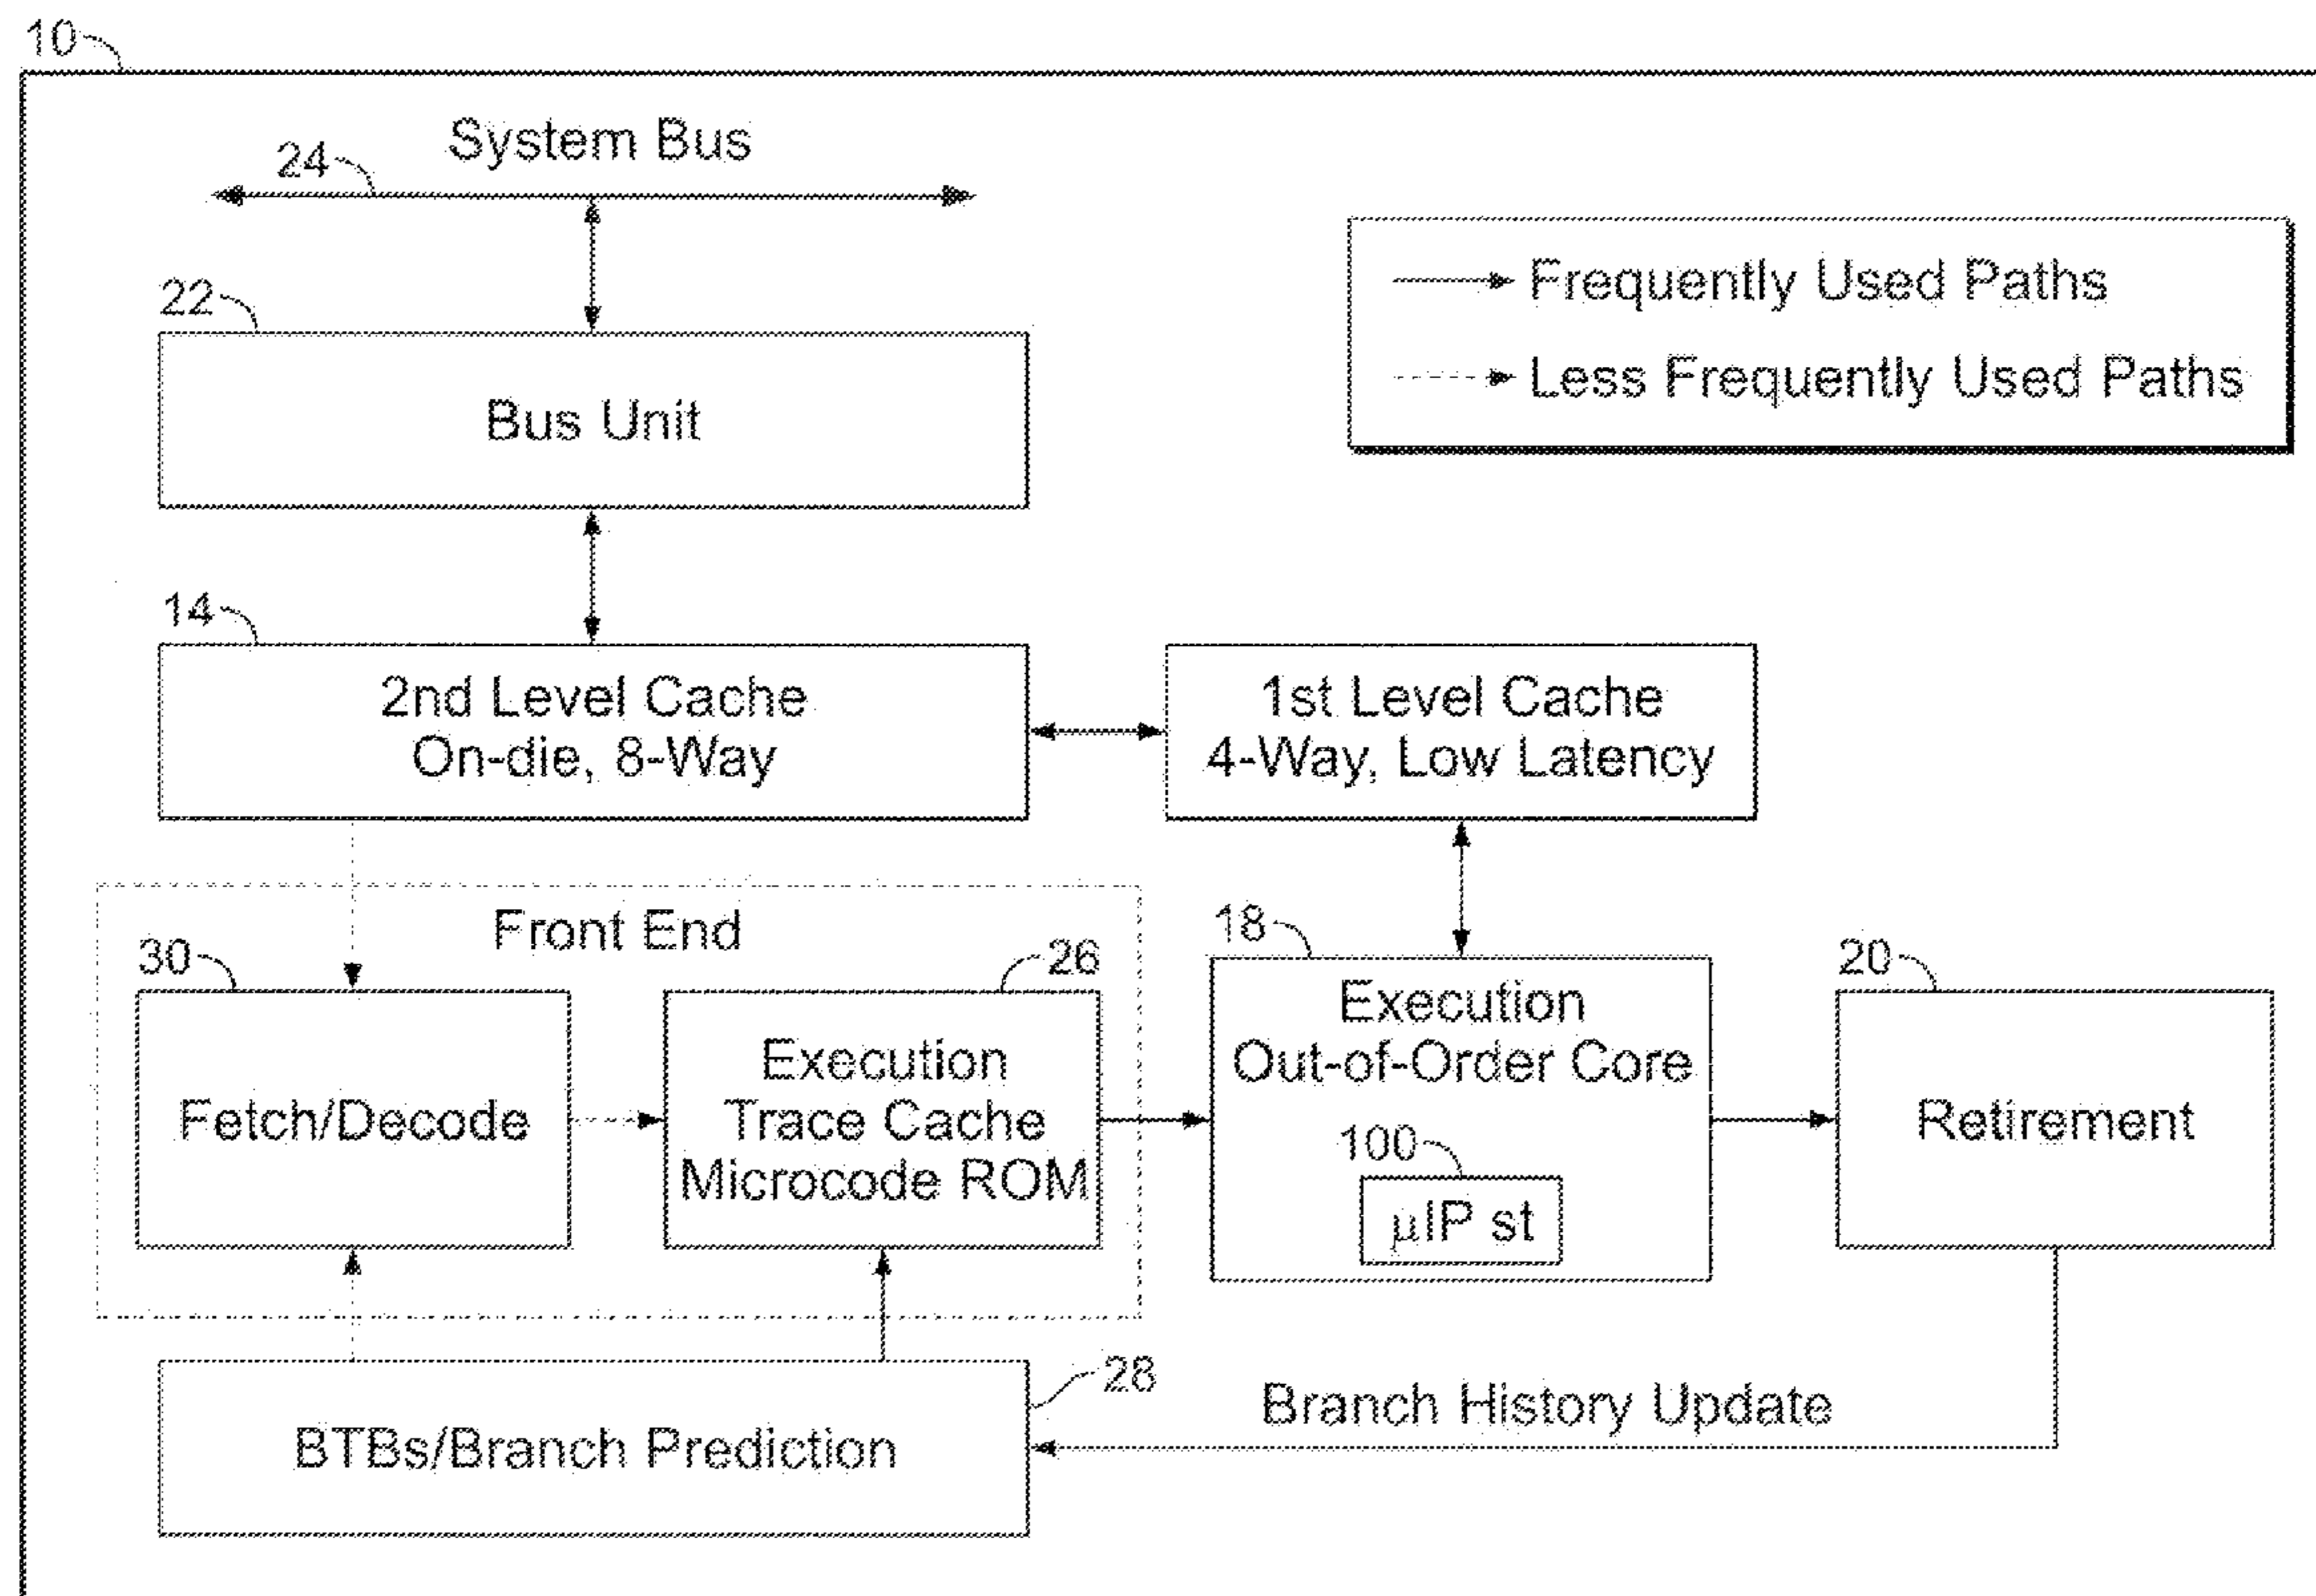 10
System Bus
24
Frequently Used Paths
Less Frequently Used Paths
22
Bus Unit
14
2nd Level Cache
On-die, 8-Way
1st Level Cache
4-Way, Low Latency
Front End
30
Fetch/Decode
26
Execution
Trace Cache
Microcode ROM
18
Execution
Out-of-Order Core
100
µIP st
20
Retirement
28
BTBs/Branch Prediction
Branch History Update